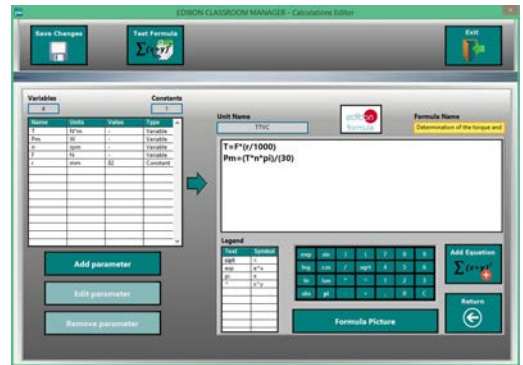 EDIBON CLASSROOM MANAGER - Calculations Editor
Save Changes
Test Formula
Σ(x+y)²
Exit
Variables
Constants
4
1
Name Units Value Type
T N*m - Variable
Pm W - Variable
n rpm - Variable
F N - Variable
r mm 82 Constant
Add parameter
Edit parameter
Remove parameter
Unit Name
TTVC
edibon
formula
Formula Name
Determination of the torque and
T=F*(r/1000)
Pm=(T*n*pi)/(30)
Legend
Text Symbol
sqrt √
exp e^x
pi π
^ x^y
exp sin ) ( 7 8 9
log cos / sqrt 4 5 6
ln tan * ^ 1 2 3
abs pi - + . 0 C
Add Equation
Formula Picture
Return